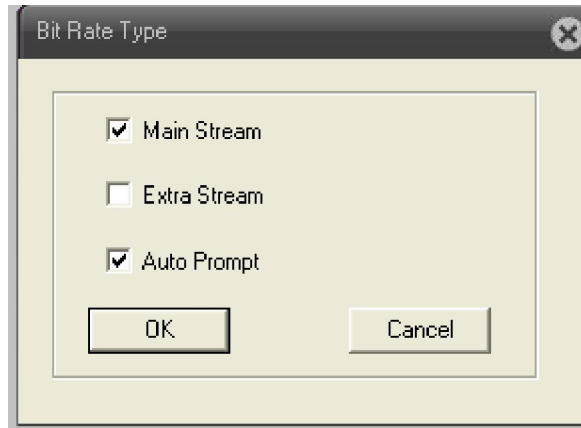 Bit Rate Type
Main Stream
Extra Stream
Auto Prompt
OK Cancel